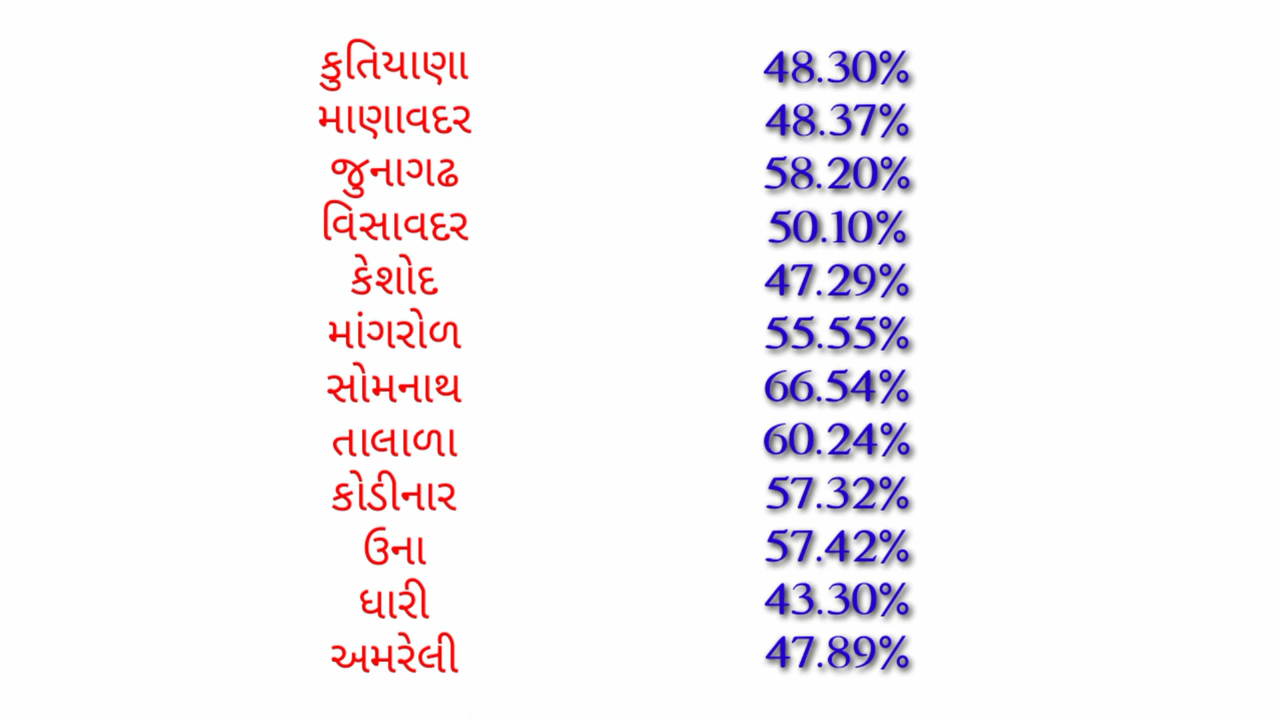 કુતિયાણા 48.30%
માણાવદર 48.37%
જુનાગઢ 58.20%
વિસાવદર 50.10%
કેશોદ 47.29%
માંગરોળ 55.55%
સોમનાથ 66.54%
તાલાળા 60.24%
કોડીનાર 57.32%
ઉના 57.42%
ધારી 43.30%
અમરેલી 47.89%